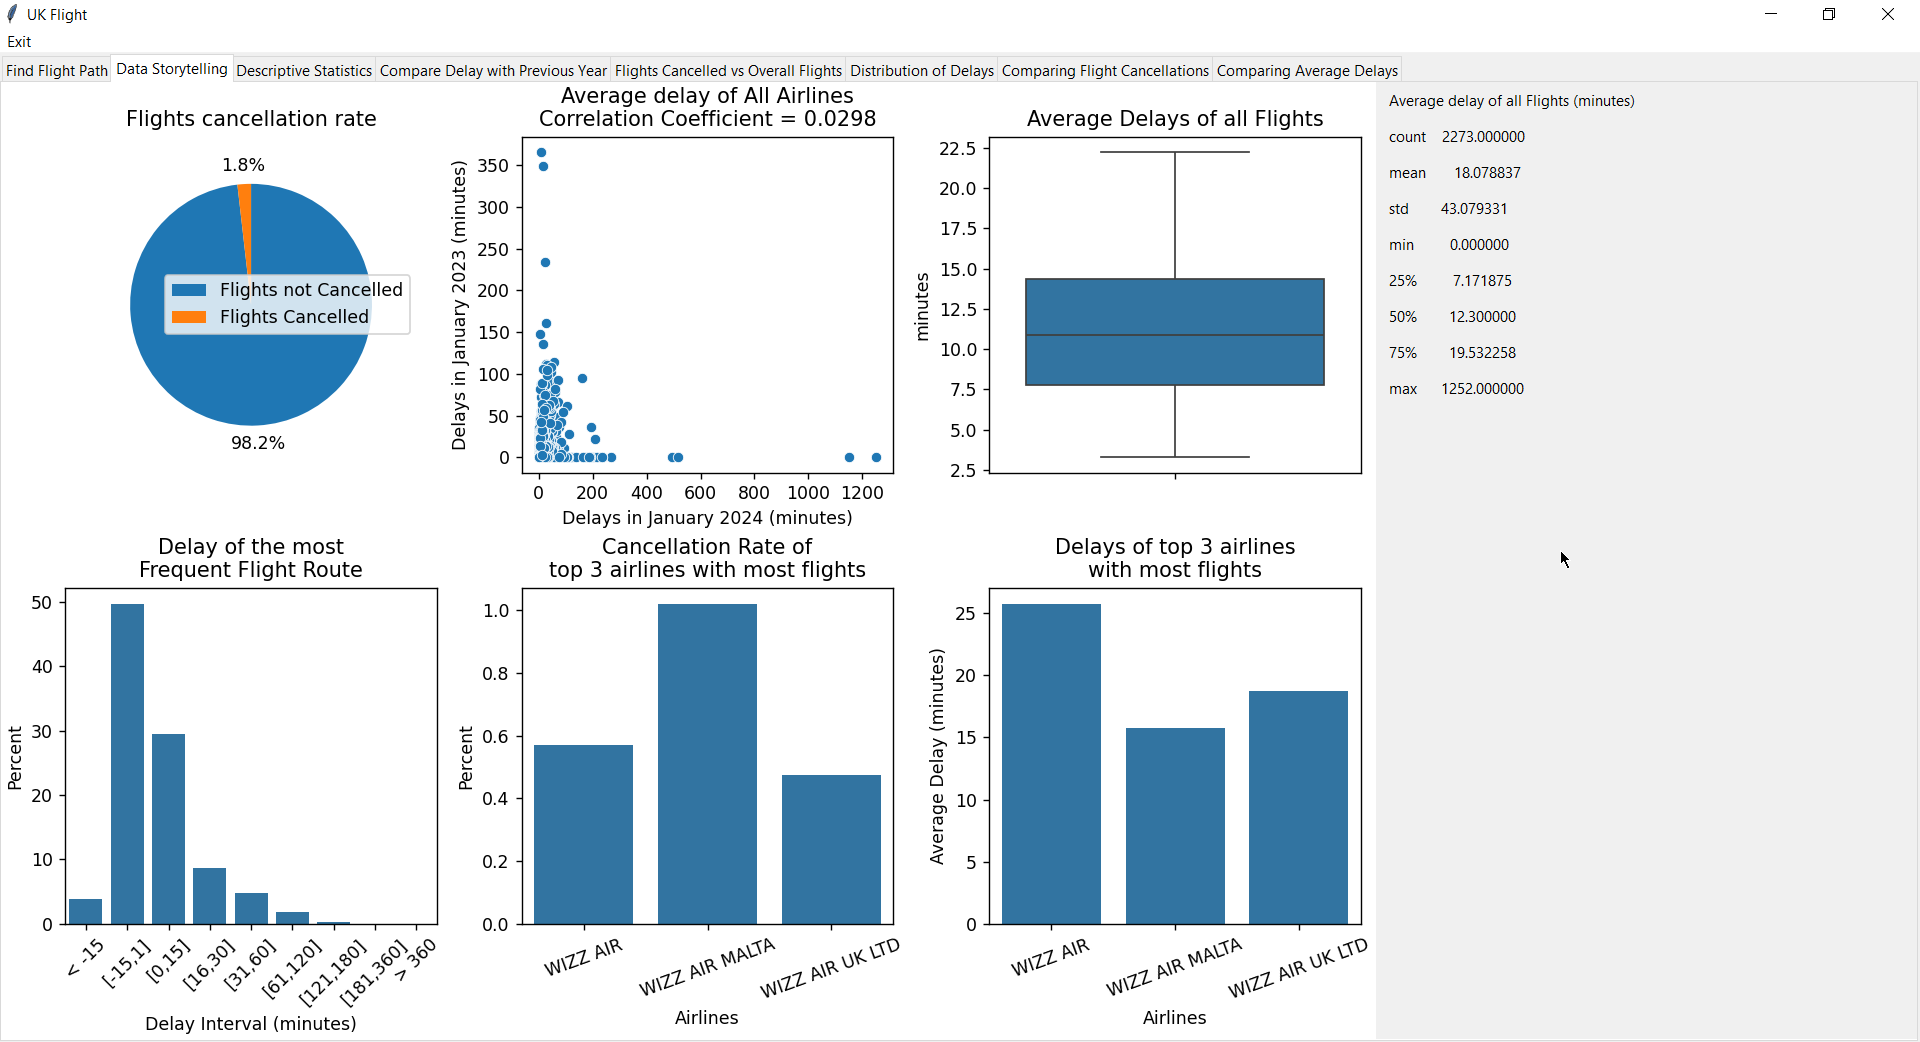 UK Flight
Exit
Find Flight Path Data Storytelling Descriptive Statistics Compare Delay with Previous Year Flights Cancelled vs Overall Flights Distribution of Delays Comparing Flight Cancellations Comparing Average Delays
Flights cancellation rate
1.8%
Flights not Cancelled
Flights Cancelled
98.2%
Average delay of All Airlines
Correlation Coefficient = 0.0298
Delays in January 2023 (minutes)
350
300
250
200
150
100
50
0
0 200 400 600 800 1000 1200
Delays in January 2024 (minutes)
Average Delays of all Flights
minutes
22.5
20.0
17.5
15.0
12.5
10.0
7.5
5.0
2.5
Average delay of all Flights (minutes)
count 2273.000000
mean 18.078837
std 43.079331
min 0.000000
25% 7.171875
50% 12.300000
75% 19.532258
max 1252.000000
Delay of the most
Frequent Flight Route
Percent
50
40
30
20
10
0
< -15 [-15,1] [0,15] [16,30] [31,60] [61,120] [121,180] [181,360] > 360
Delay Interval (minutes)
Cancellation Rate of
top 3 airlines with most flights
Percent
1.0
0.8
0.6
0.4
0.2
0.0
WIZZ AIR WIZZ AIR MALTA WIZZ AIR UK LTD
Airlines
Delays of top 3 airlines
with most flights
Average Delay (minutes)
25
20
15
10
5
0
WIZZ AIR WIZZ AIR MALTA WIZZ AIR UK LTD
Airlines